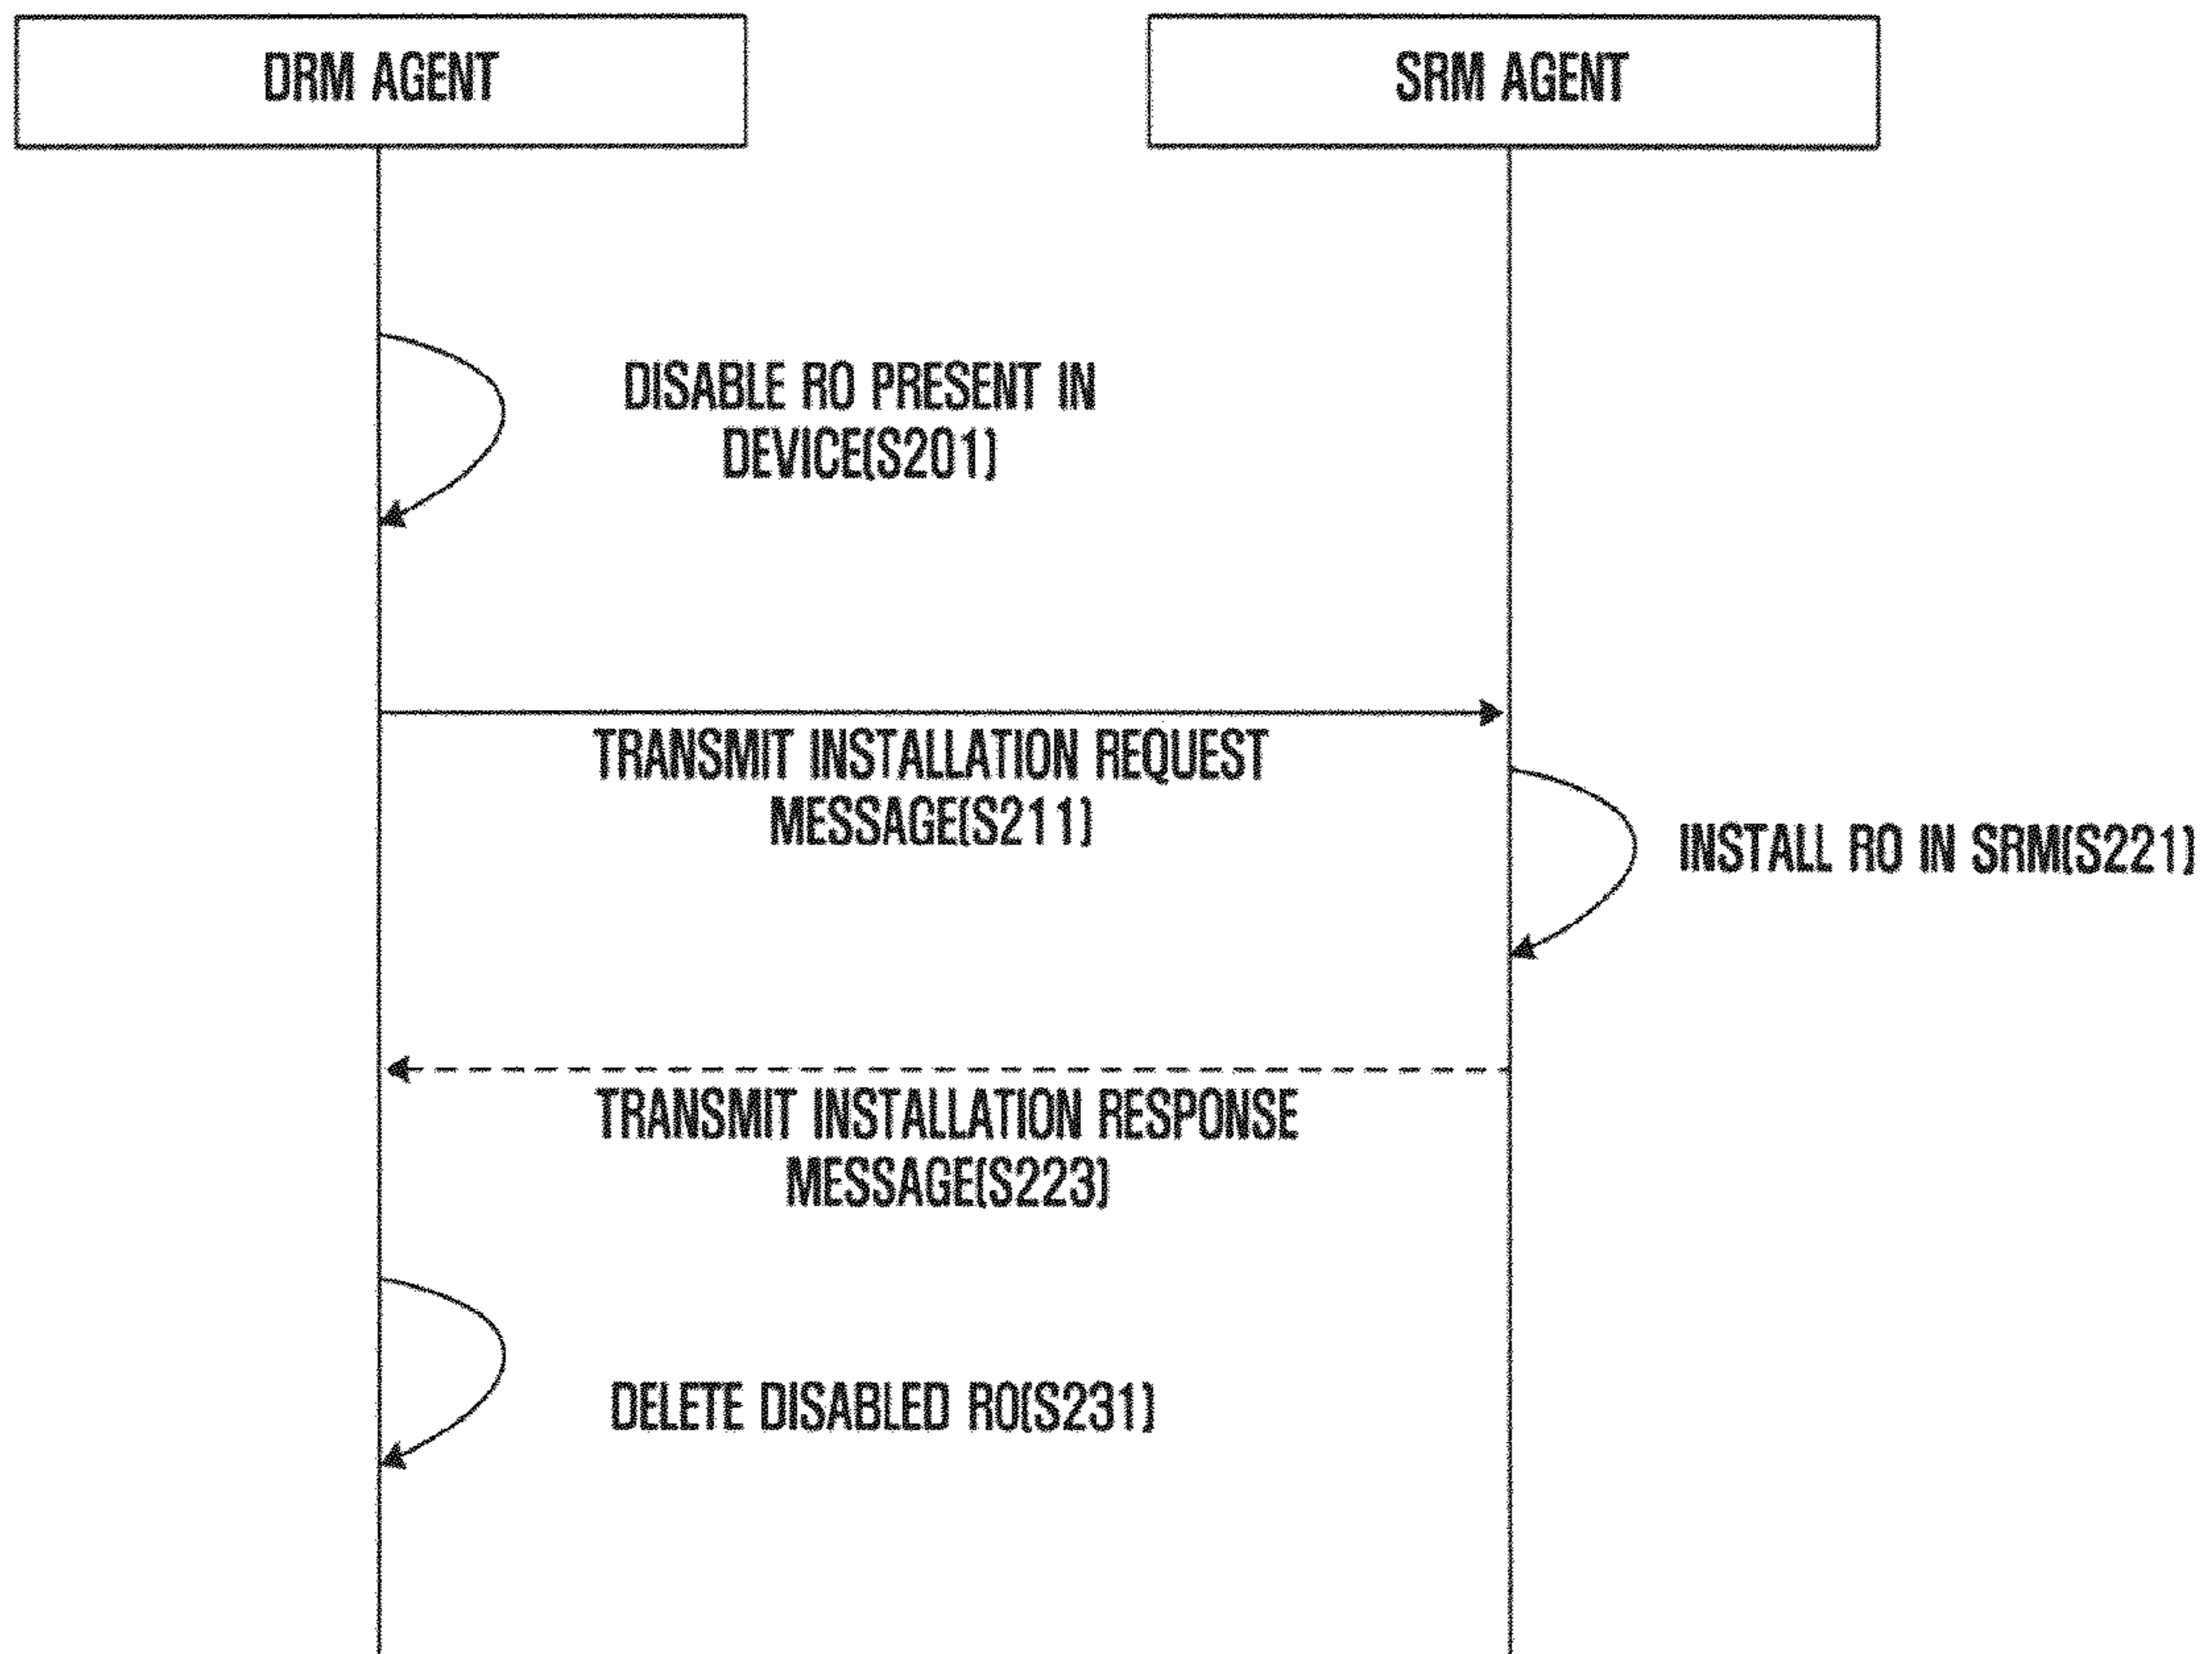 DRM AGENT
SRM AGENT
DISABLE RO PRESENT IN
DEVICE(S201)
TRANSMIT INSTALLATION REQUEST
MESSAGE(S211)
INSTALL RO IN SRM(S221)
TRANSMIT INSTALLATION RESPONSE
MESSAGE(S223)
DELETE DISABLED RO(S231)